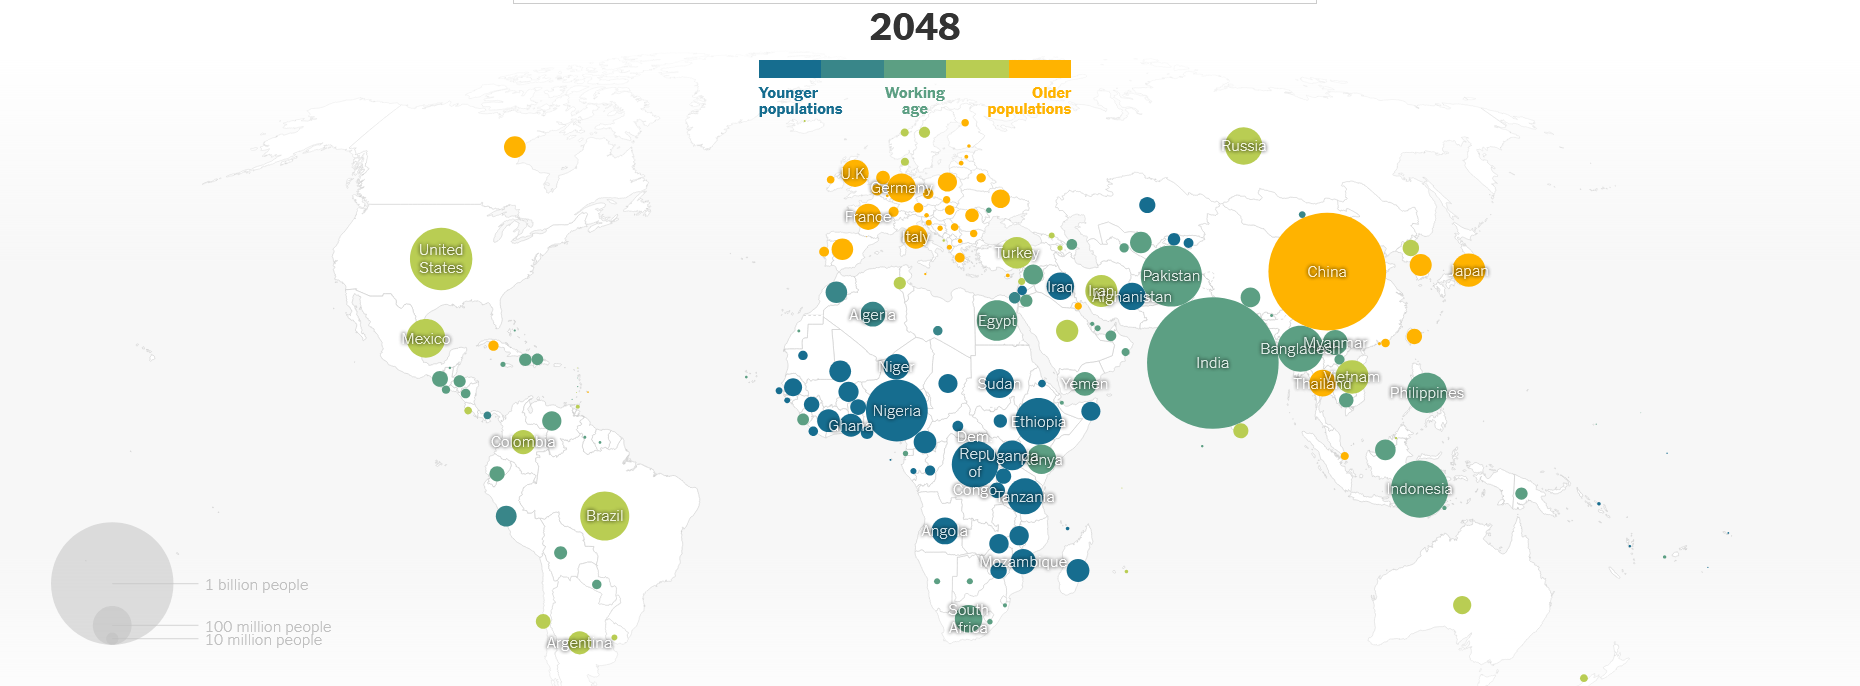 2048
Younger
populations
Working
age
Older
populations
Russia
U.K.
Germany
France
Italy
United
States
Turkey
Pakistan
China
Japan
Iraq
Iran
Afghanistan
Algeria
Egypt
Mexico
Bangladesh
Myanmar
India
Niger
Sudan
Yemen
Thailand
Vietnam
Philippines
Nigeria
Ethiopia
Ghana
Colombia
Dem.
Rep.
of
Congo
Uganda
Kenya
Indonesia
Tanzania
Brazil
Angola
Mozambique
South
Africa
Argentina
1 billion people
100 million people
10 million people